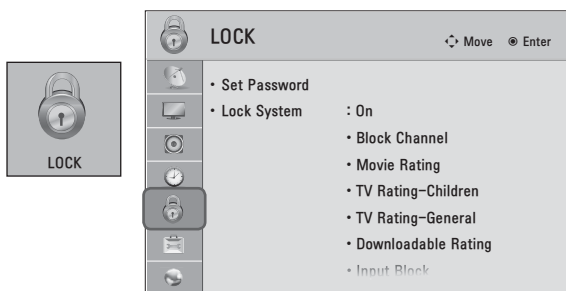 LOCK
LOCK Move Enter
• Set Password
• Lock System : On
• Block Channel
• Movie Rating
• TV Rating-Children
• TV Rating-General
• Downloadable Rating
• Input Block